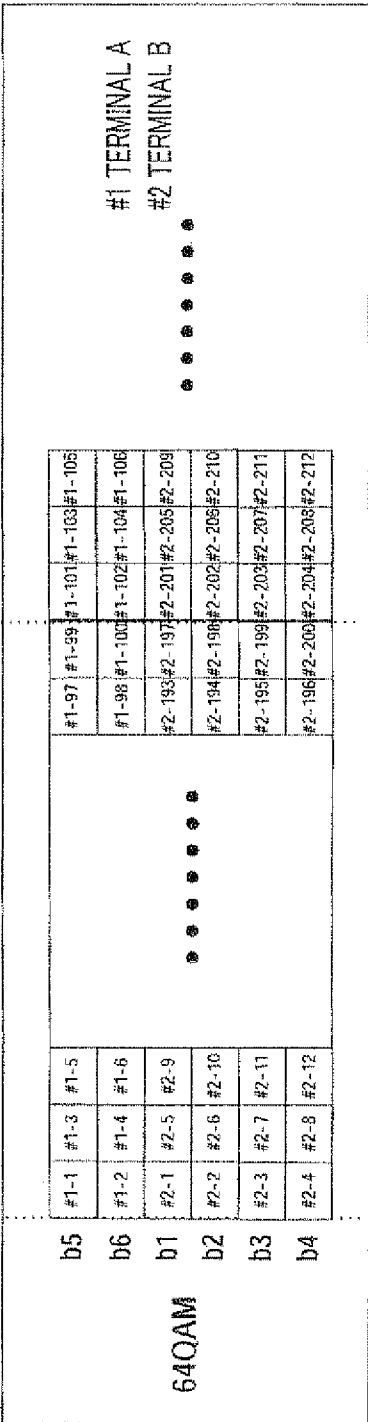 64QAM
b5 #1-1 #1-3 #1-5 #1-97 #1-99 #1-101 #1-103 #1-105
b6 #1-2 #1-4 #1-6 #1-98 #1-100 #1-102 #1-104 #1-106
b1 #2-1 #2-5 #2-9 #2-193 #2-197 #2-201 #2-205 #2-209
b2 #2-2 #2-6 #2-10 #2-194 #2-198 #2-202 #2-206 #2-210
b3 #2-3 #2-7 #2-11 #2-195 #2-199 #2-203 #2-207 #2-211
b4 #2-4 #2-8 #2-12 #2-196 #2-200 #2-204 #2-208 #2-212
#1 TERMINAL A
#2 TERMINAL B